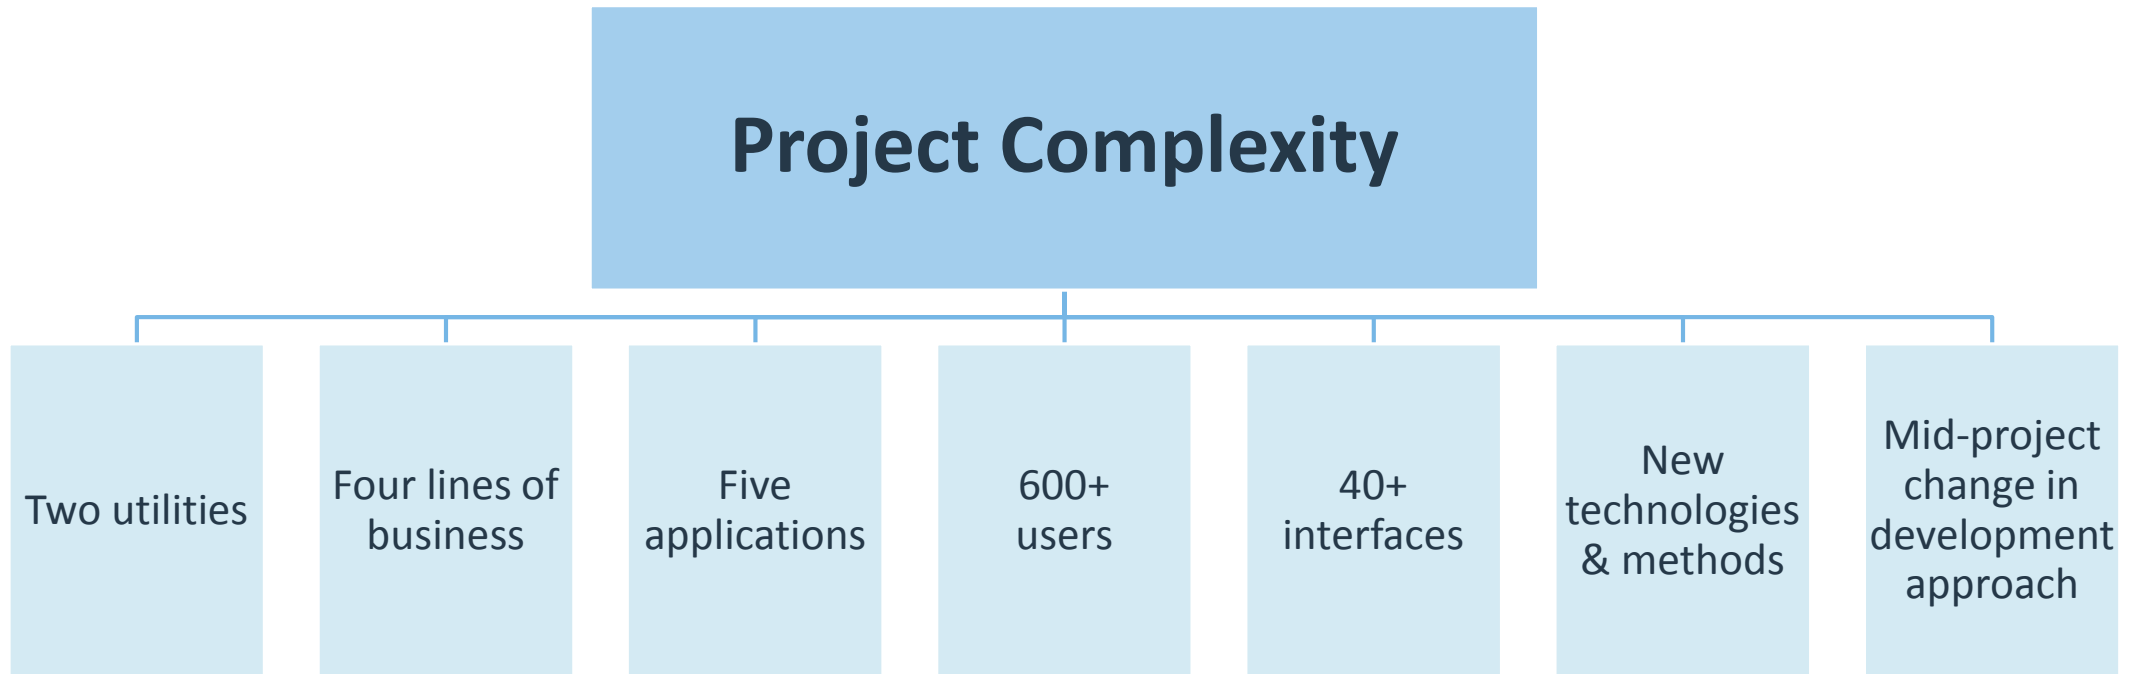 Project Complexity
Two utilities
Four lines of
business
Five
applications
600+
users
40+
interfaces
New
technologies
& methods
Mid-project
change in
development
approach